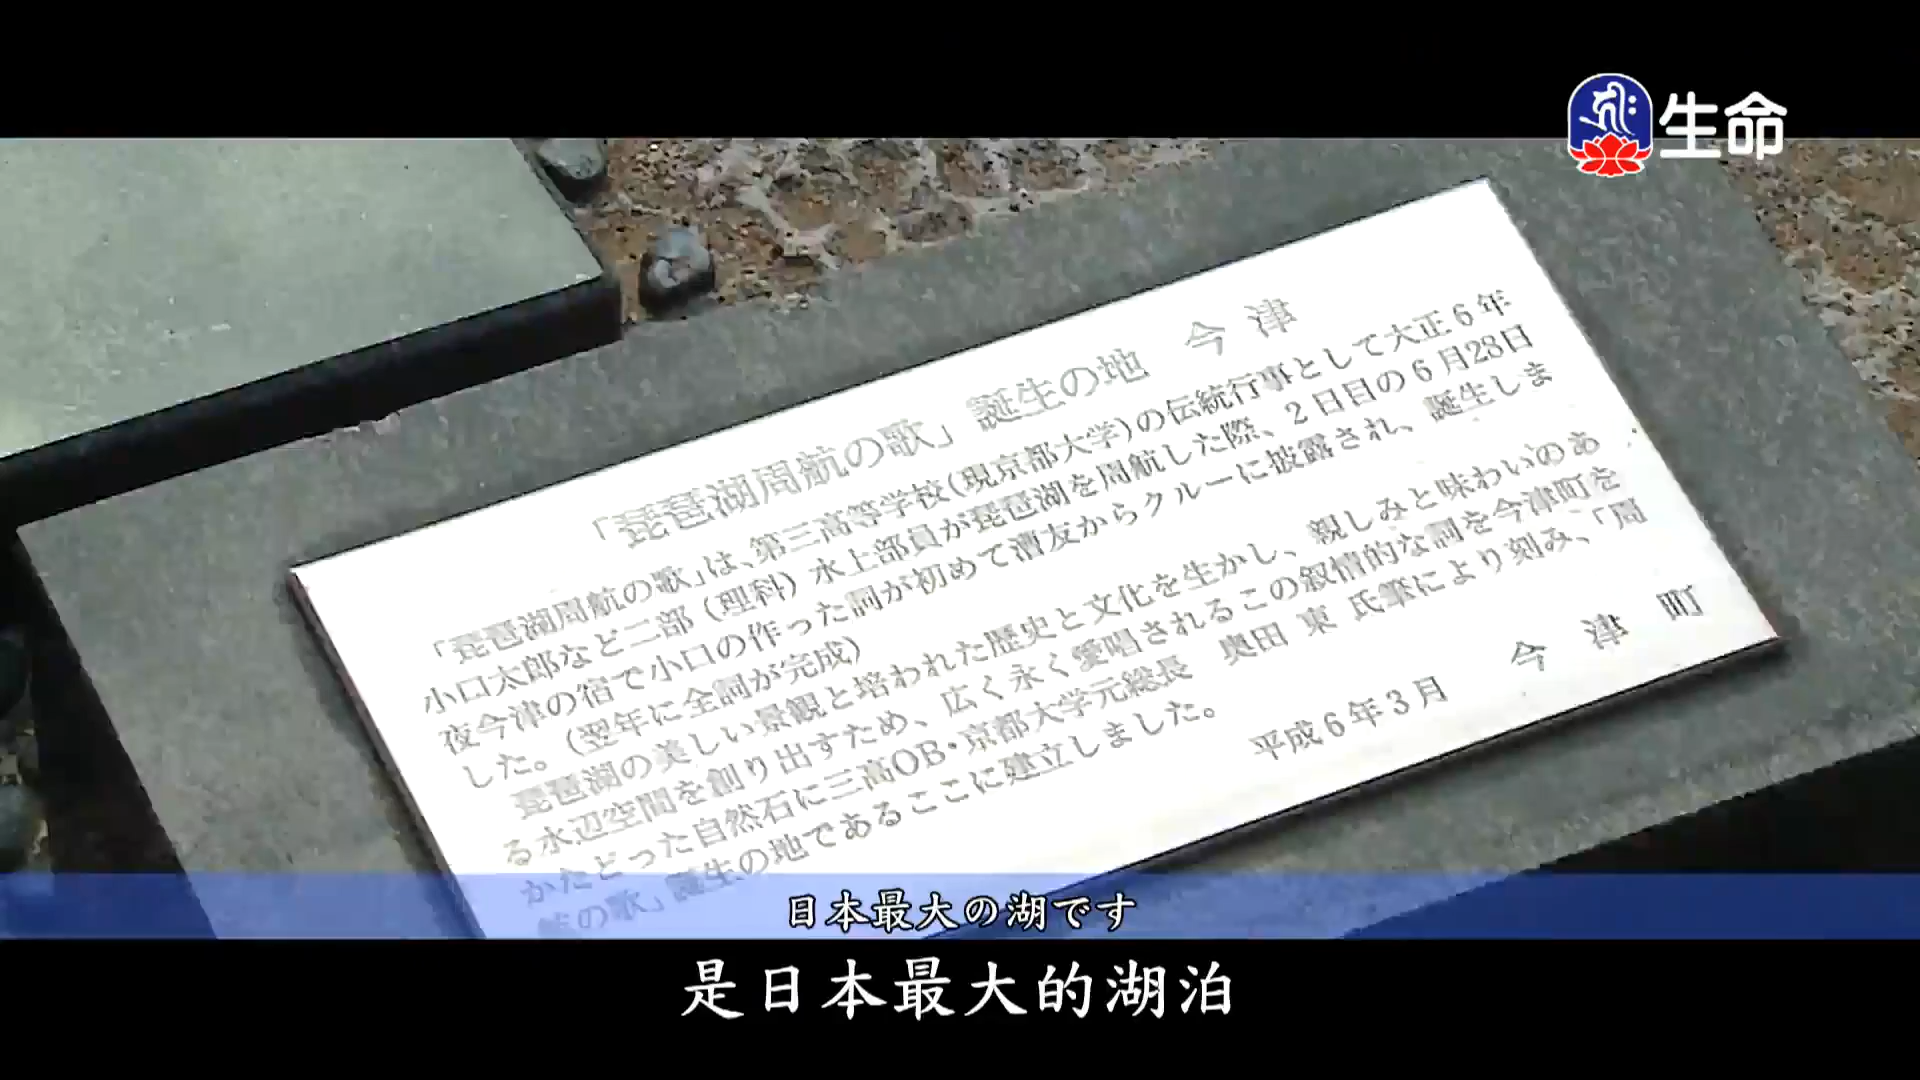 生命
「琵琶湖周航の歌」誕生の地 今津
「琵琶湖周航の歌」は、第三高等学校(現京都大学)の伝統行事として大正6年
小口太郎など二部(理科)水上部員が琵琶湖を周航した際、2日目の6月28日
夜今津の宿で小口の作った詞が初めて漕友からクルーに披露され、誕生しま
した。(翌年に全詞が完成)
琵琶湖の美しい景観と培われた歴史と文化を生かし、親しみと味わいのあ
る水辺空間を創り出すため、広く永く愛唱されるこの叙情的な詞を今津町を
かたどった自然石に三高OB・京都大学元総長 奥田 東 氏筆により刻み、「周
航の歌」誕生の地であるここに建立しました。
平成6年3月 今津町
日本最大の湖です
是日本最大的湖泊